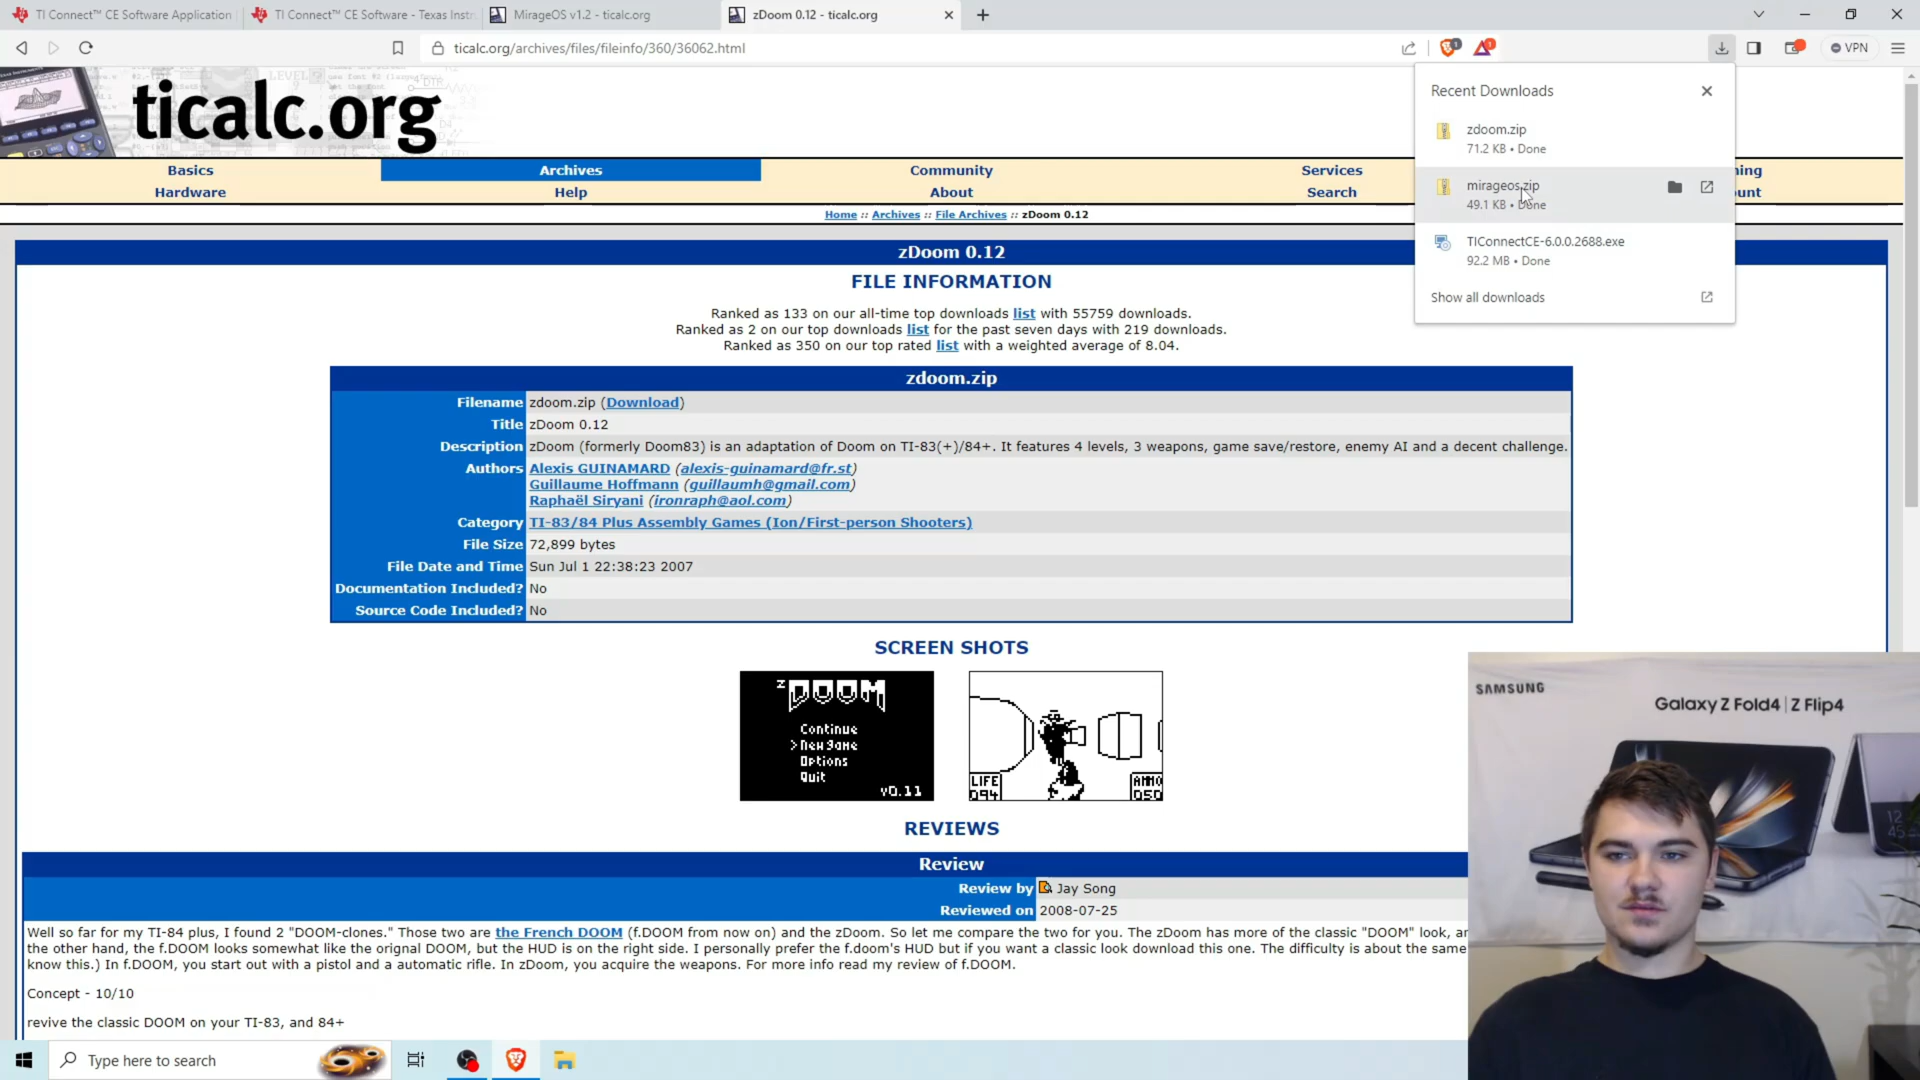 TI Connect™ CE Software Application
TI Connect™ CE Software - Texas Instr
MirageOS v1.2 - ticalc.org
zDoom 0.12 - ticalc.org
ticalc.org/archives/files/fileinfo/360/36062.html
VPN
ticalc.org
Basics
Archives
Community
Services
Hardware
Help
About
Search
Home :: Archives :: File Archives :: zDoom 0.12
Recent Downloads
zdoom.zip
71.2 KB • Done
mirageos.zip
49.1 KB • Done
TIConnectCE-6.0.0.2688.exe
92.2 MB • Done
Show all downloads
zDoom 0.12
FILE INFORMATION
Ranked as 133 on our all-time top downloads list with 55759 downloads.
Ranked as 2 on our top downloads list for the past seven days with 219 downloads.
Ranked as 350 on our top rated list with a weighted average of 8.04.
zdoom.zip
Filename zdoom.zip (Download)
Title zDoom 0.12
Description zDoom (formerly Doom83) is an adaptation of Doom on TI-83(+)/84+. It features 4 levels, 3 weapons, game save/restore, enemy AI and a decent challenge.
Authors Alexis GUINAMARD (alexis-guinamard@fr.st)
Guillaume Hoffmann (guillaumh@gmail.com)
Raphaël Siryani (ironraph@aol.com)
Category TI-83/84 Plus Assembly Games (Ion/First-person Shooters)
File Size 72,899 bytes
File Date and Time Sun Jul 1 22:38:23 2007
Documentation Included? No
Source Code Included? No
SCREEN SHOTS
z DOOM
Continue
>New game
Options
Quit
v0.11
LIFE
094
AMMO
050
REVIEWS
Review
Review by Jay Song
Reviewed on 2008-07-25
Well so far for my TI-84 plus, I found 2 "DOOM-clones." Those two are the French DOOM (f.DOOM from now on) and the zDoom. So let me compare the two for you. The zDoom has more of the classic "DOOM" look, ar
the other hand, the f.DOOM looks somewhat like the orignal DOOM, but the HUD is on the right side. I personally prefer the f.doom's HUD but if you want a classic look download this one. The difficulty is about the same
know this.) In f.DOOM, you start out with a pistol and a automatic rifle. In zDoom, you acquire the weapons. For more info read my review of f.DOOM.
Concept - 10/10
revive the classic DOOM on your TI-83, and 84+
SAMSUNG
Galaxy Z Fold4 | Z Flip4
Type here to search